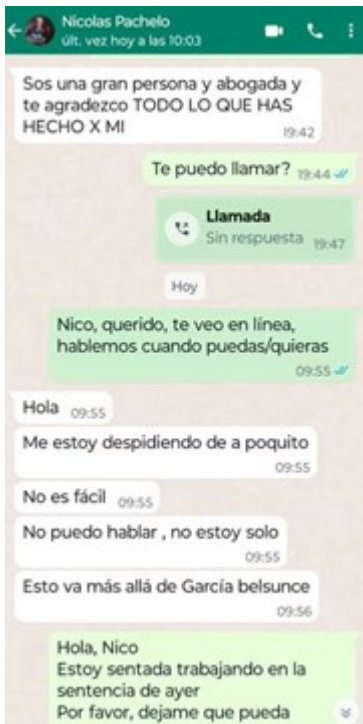 Nicolas Pachelo
últ. vez hoy a las 10:03
Sos una gran persona y abogada y
te agradezco TODO LO QUE HAS
HECHO X MI
19:42
Te puedo llamar? 19:44
Llamada
Sin respuesta 19:47
Hoy
Nico, querido, te veo en línea,
hablemos cuando puedas/quieras
09:55
Hola 09:55
Me estoy despidiendo de a poquito
09:55
No es fácil 09:55
No puedo hablar , no estoy solo
09:55
Esto va más allá de García belsunce
09:56
Hola, Nico
Estoy sentada trabajando en la
sentencia de ayer
Por favor, dejame que pueda